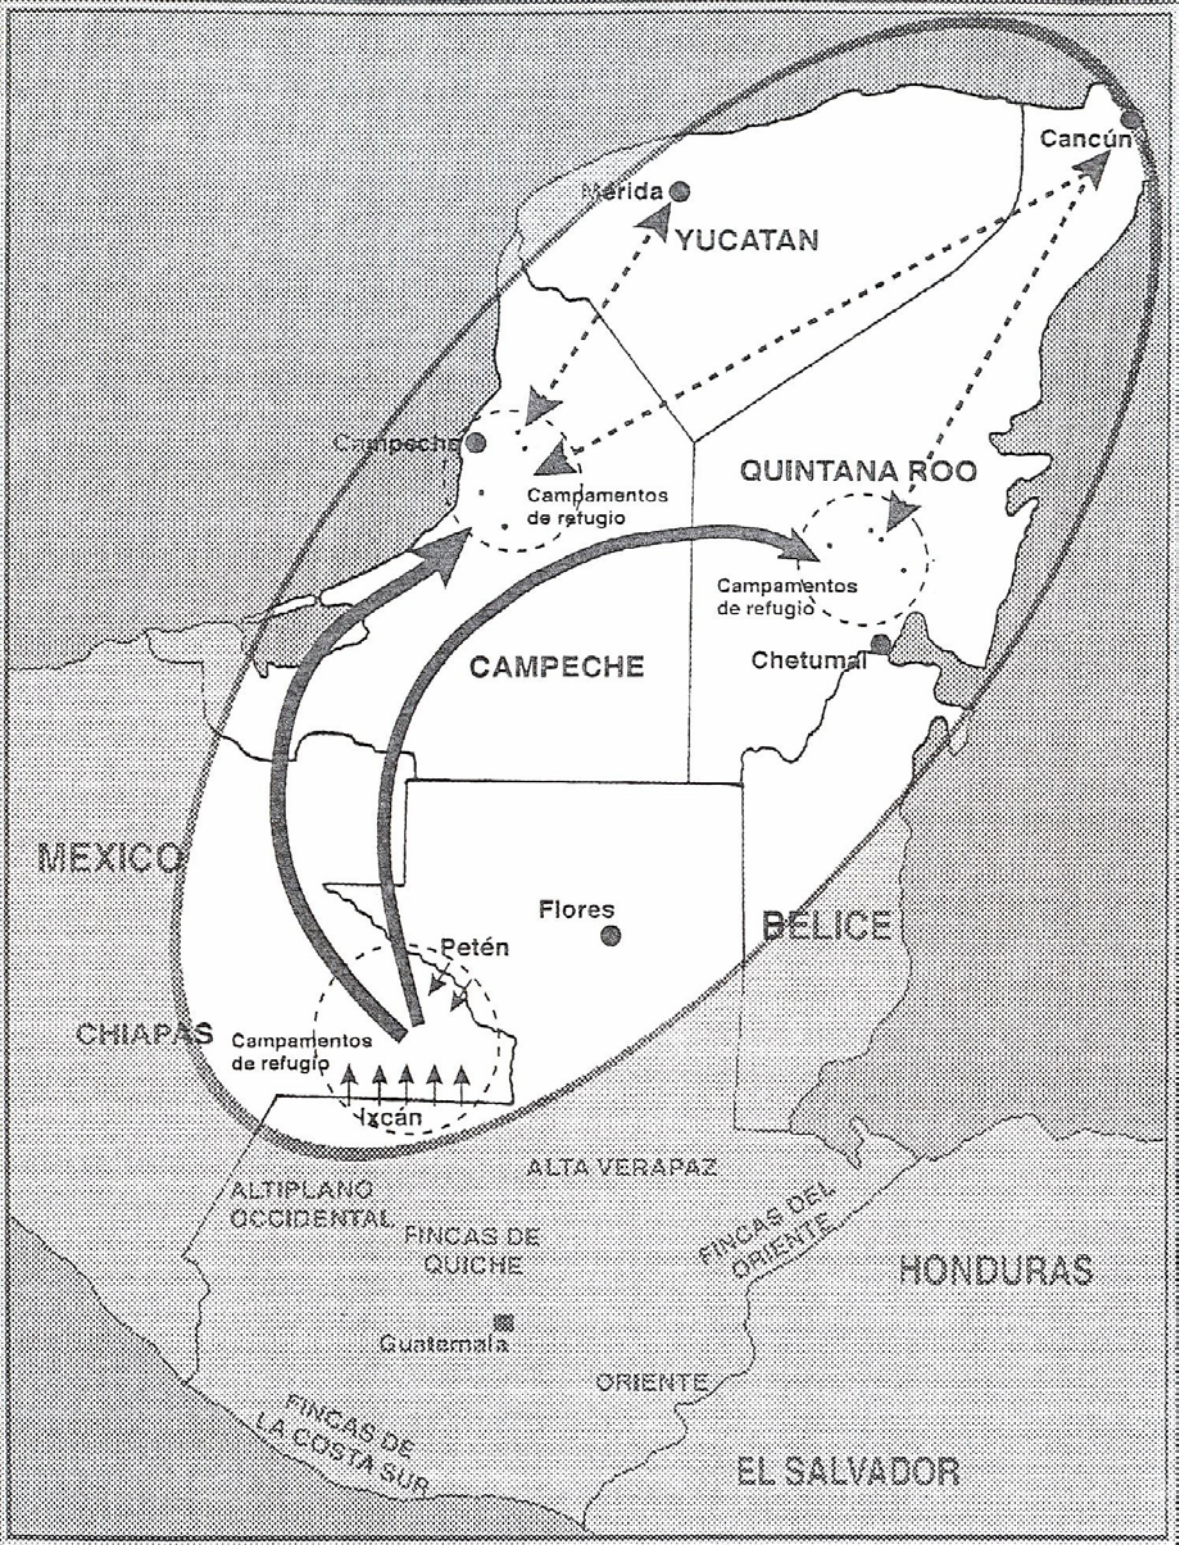 Cancún
Mérida
YUCATAN
Campeche
QUINTANA ROO
Campamentos
de refugio
Campamentos
de refugio
CAMPECHE
Chetumal
MEXICO
Flores
BELICE
Petén
CHIAPAS
Campamentos
de refugio
Ixcán
ALTA VERAPAZ
ALTIPLANO
OCCIDENTAL
FINCAS DE
QUICHE
FINCAS DEL
ORIENTE
HONDURAS
Guatemala
ORIENTE
FINCAS DE
LA COSTA SUR
EL SALVADOR